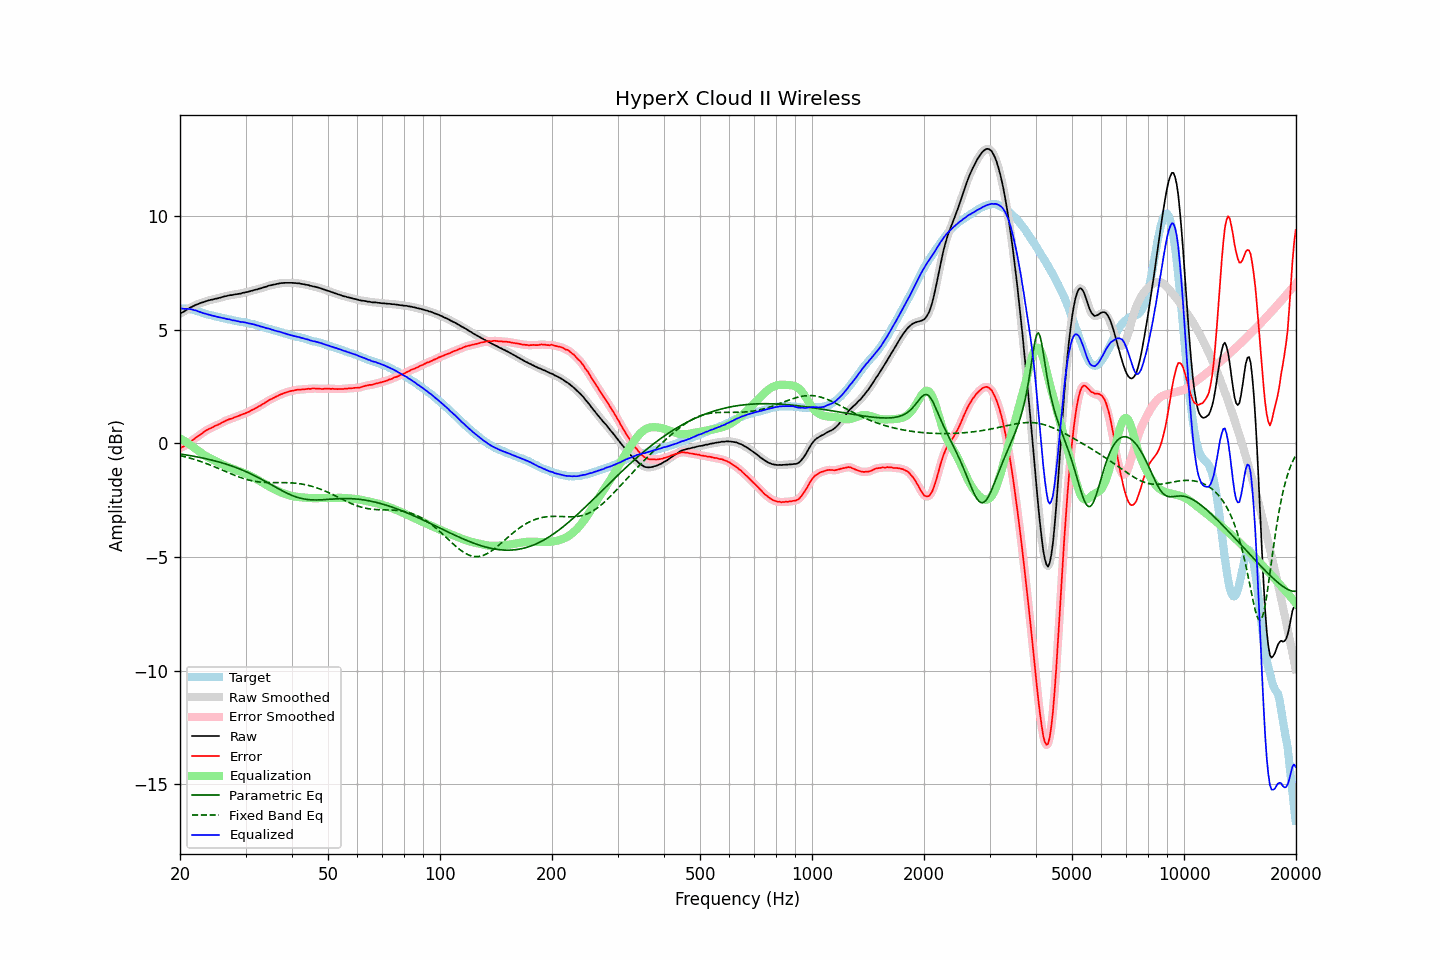 HyperX Cloud II Wireless
Amplitude (dBr)
10
5
0
−5
−10
−15
Target
Raw Smoothed
Error Smoothed
Raw
Error
Equalization
Parametric Eq
Fixed Band Eq
Equalized
20 50 100 200 500 1000 2000 5000 10000 20000
Frequency (Hz)